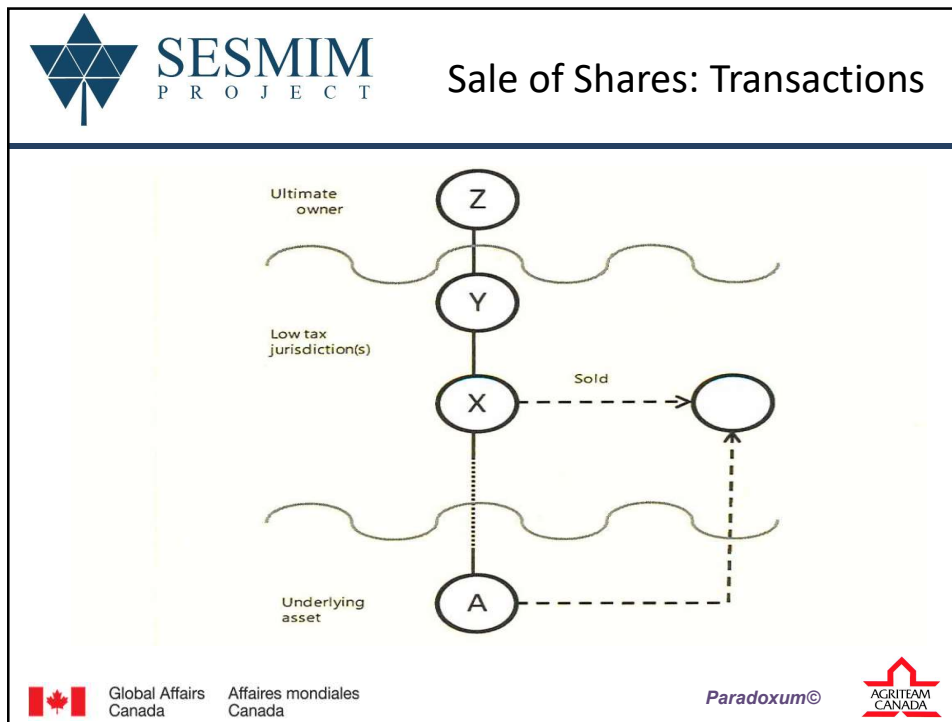 SESMIM
PROJECT
Sale of Shares: Transactions
Ultimate
owner
Z
Y
Low tax
jurisdiction(s)
X
Sold
Underlying
asset
A
Global Affairs
Canada
Affaires mondiales
Canada
Paradoxum©
AGRITEAM
CANADA